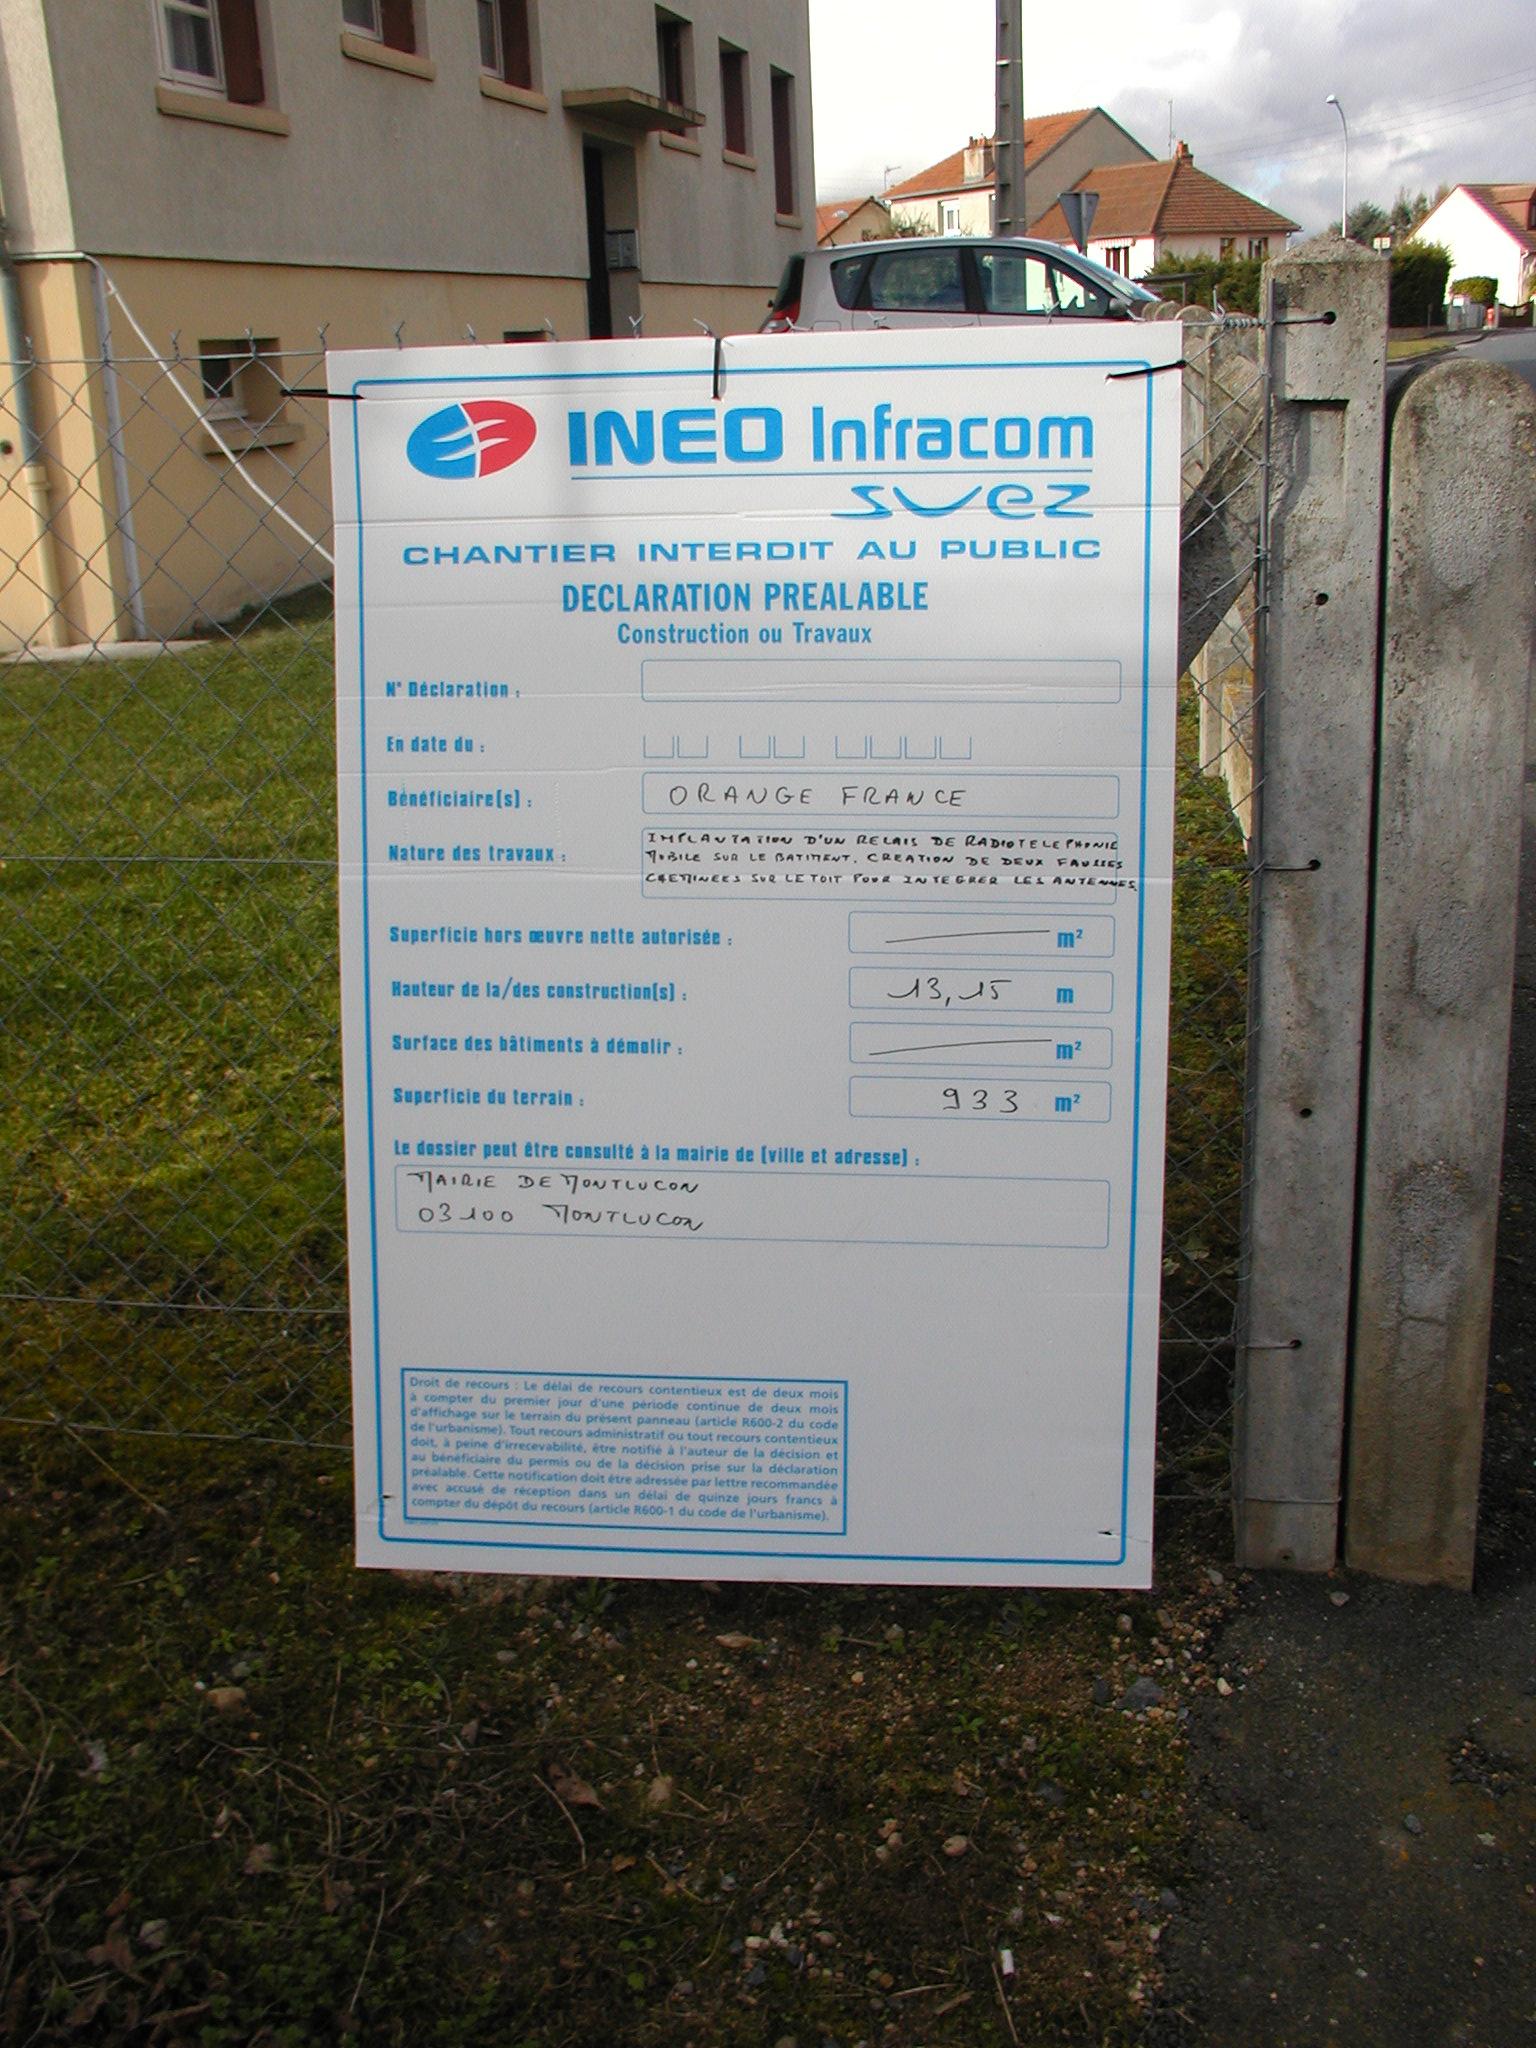 INEO Infracom
suez
CHANTIER INTERDIT AU PUBLIC
DECLARATION PREALABLE
Construction ou Travaux
N° Déclaration :
En date du :
Bénéficiaire(s) : ORANGE FRANCE
Nature des travaux : IMPLANTATION D'UN RELAIS DE RADIOTELEPHONIE
MOBILE SUR LE BATIMENT. CREATION DE DEUX FAUSSES
CHEMINEES SUR LE TOIT POUR INTEGRER LES ANTENNES.
Superficie hors œuvre nette autorisée : m²
Hauteur de la/des construction(s) : 13,15 m
Surface des bâtiments à démolir : m²
Superficie du terrain : 933 m²
Le dossier peut être consulté à la mairie de (ville et adresse) :
MAIRIE DE MONTLUCON
03100 MONTLUCON
Droit de recours : Le délai de recours contentieux est de deux mois
à compter du premier jour d'une période continue de deux mois
d'affichage sur le terrain du présent panneau (article R600-2 du code
de l'urbanisme). Tout recours administratif ou tout recours contentieux
doit, à peine d'irrecevabilité, être notifié à l'auteur de la décision et
au bénéficiaire du permis ou de la décision prise sur la déclaration
préalable. Cette notification doit être adressée par lettre recommandée
avec accusé de réception dans un délai de quinze jours francs à
compter du dépôt du recours (article R600-1 du code de l'urbanisme).